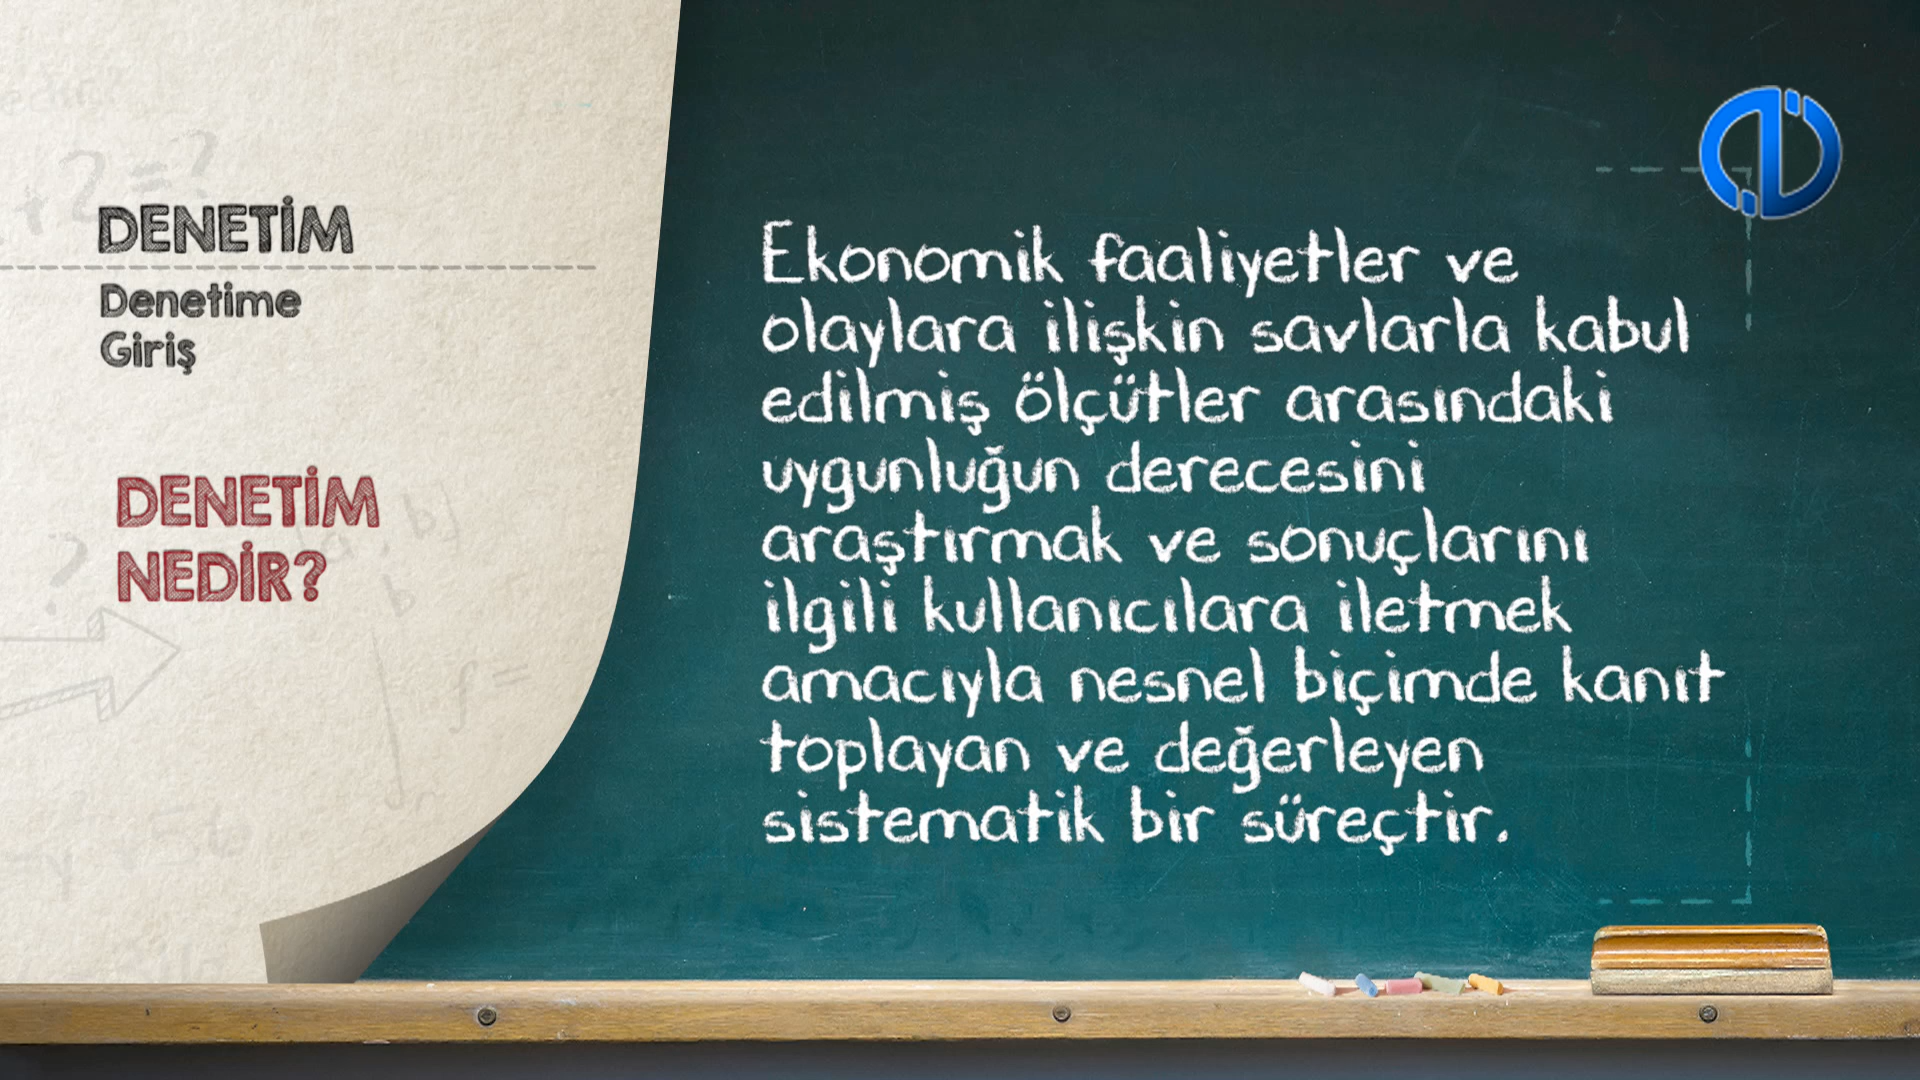 DENETİM
Denetime
Giriş
DENETİM
NEDİR?
Ekonomik faaliyetler ve
olaylara ilişkin savlarla kabul
edilmiş ölçütler arasındaki
uygunluğun derecesini
araştırmak ve sonuçlarını
ilgili kullanıcılara iletmek
amacıyla nesnel biçimde kanıt
toplayan ve değerleyen
sistematik bir süreçtir.